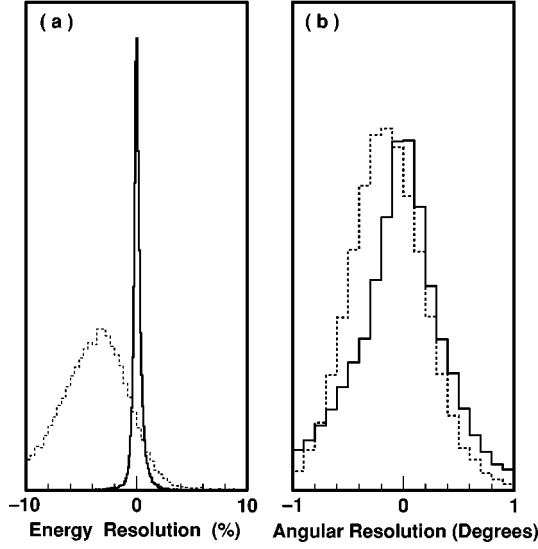 (a) (b)
−10 0 10 −1 0 1
Energy Resolution (%) Angular Resolution (Degrees)